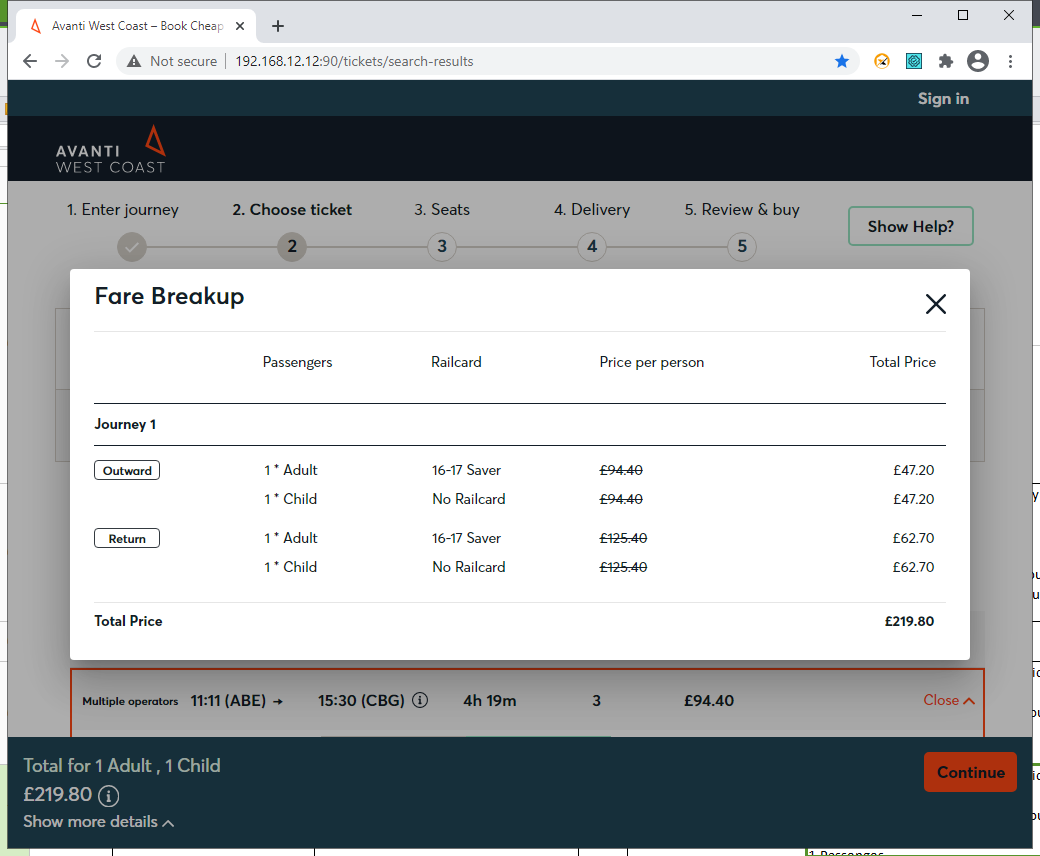 Avanti West Coast – Book Cheap
Not secure
192.168.12.12:90/tickets/search-results
Sign in
AVANTI
WEST COAST
1. Enter journey
2. Choose ticket
3. Seats
4. Delivery
5. Review & buy
2
3
4
5
Show Help?
Fare Breakup
Passengers Railcard Price per person Total Price
Journey 1
Outward 1 * Adult 16-17 Saver £94.40 £47.20
1 * Child No Railcard £94.40 £47.20
Return 1 * Adult 16-17 Saver £125.40 £62.70
1 * Child No Railcard £125.40 £62.70
Total Price £219.80
Multiple operators 11:11 (ABE) → 15:30 (CBG) 4h 19m 3 £94.40 Close
Total for 1 Adult , 1 Child
£219.80
Show more details
Continue